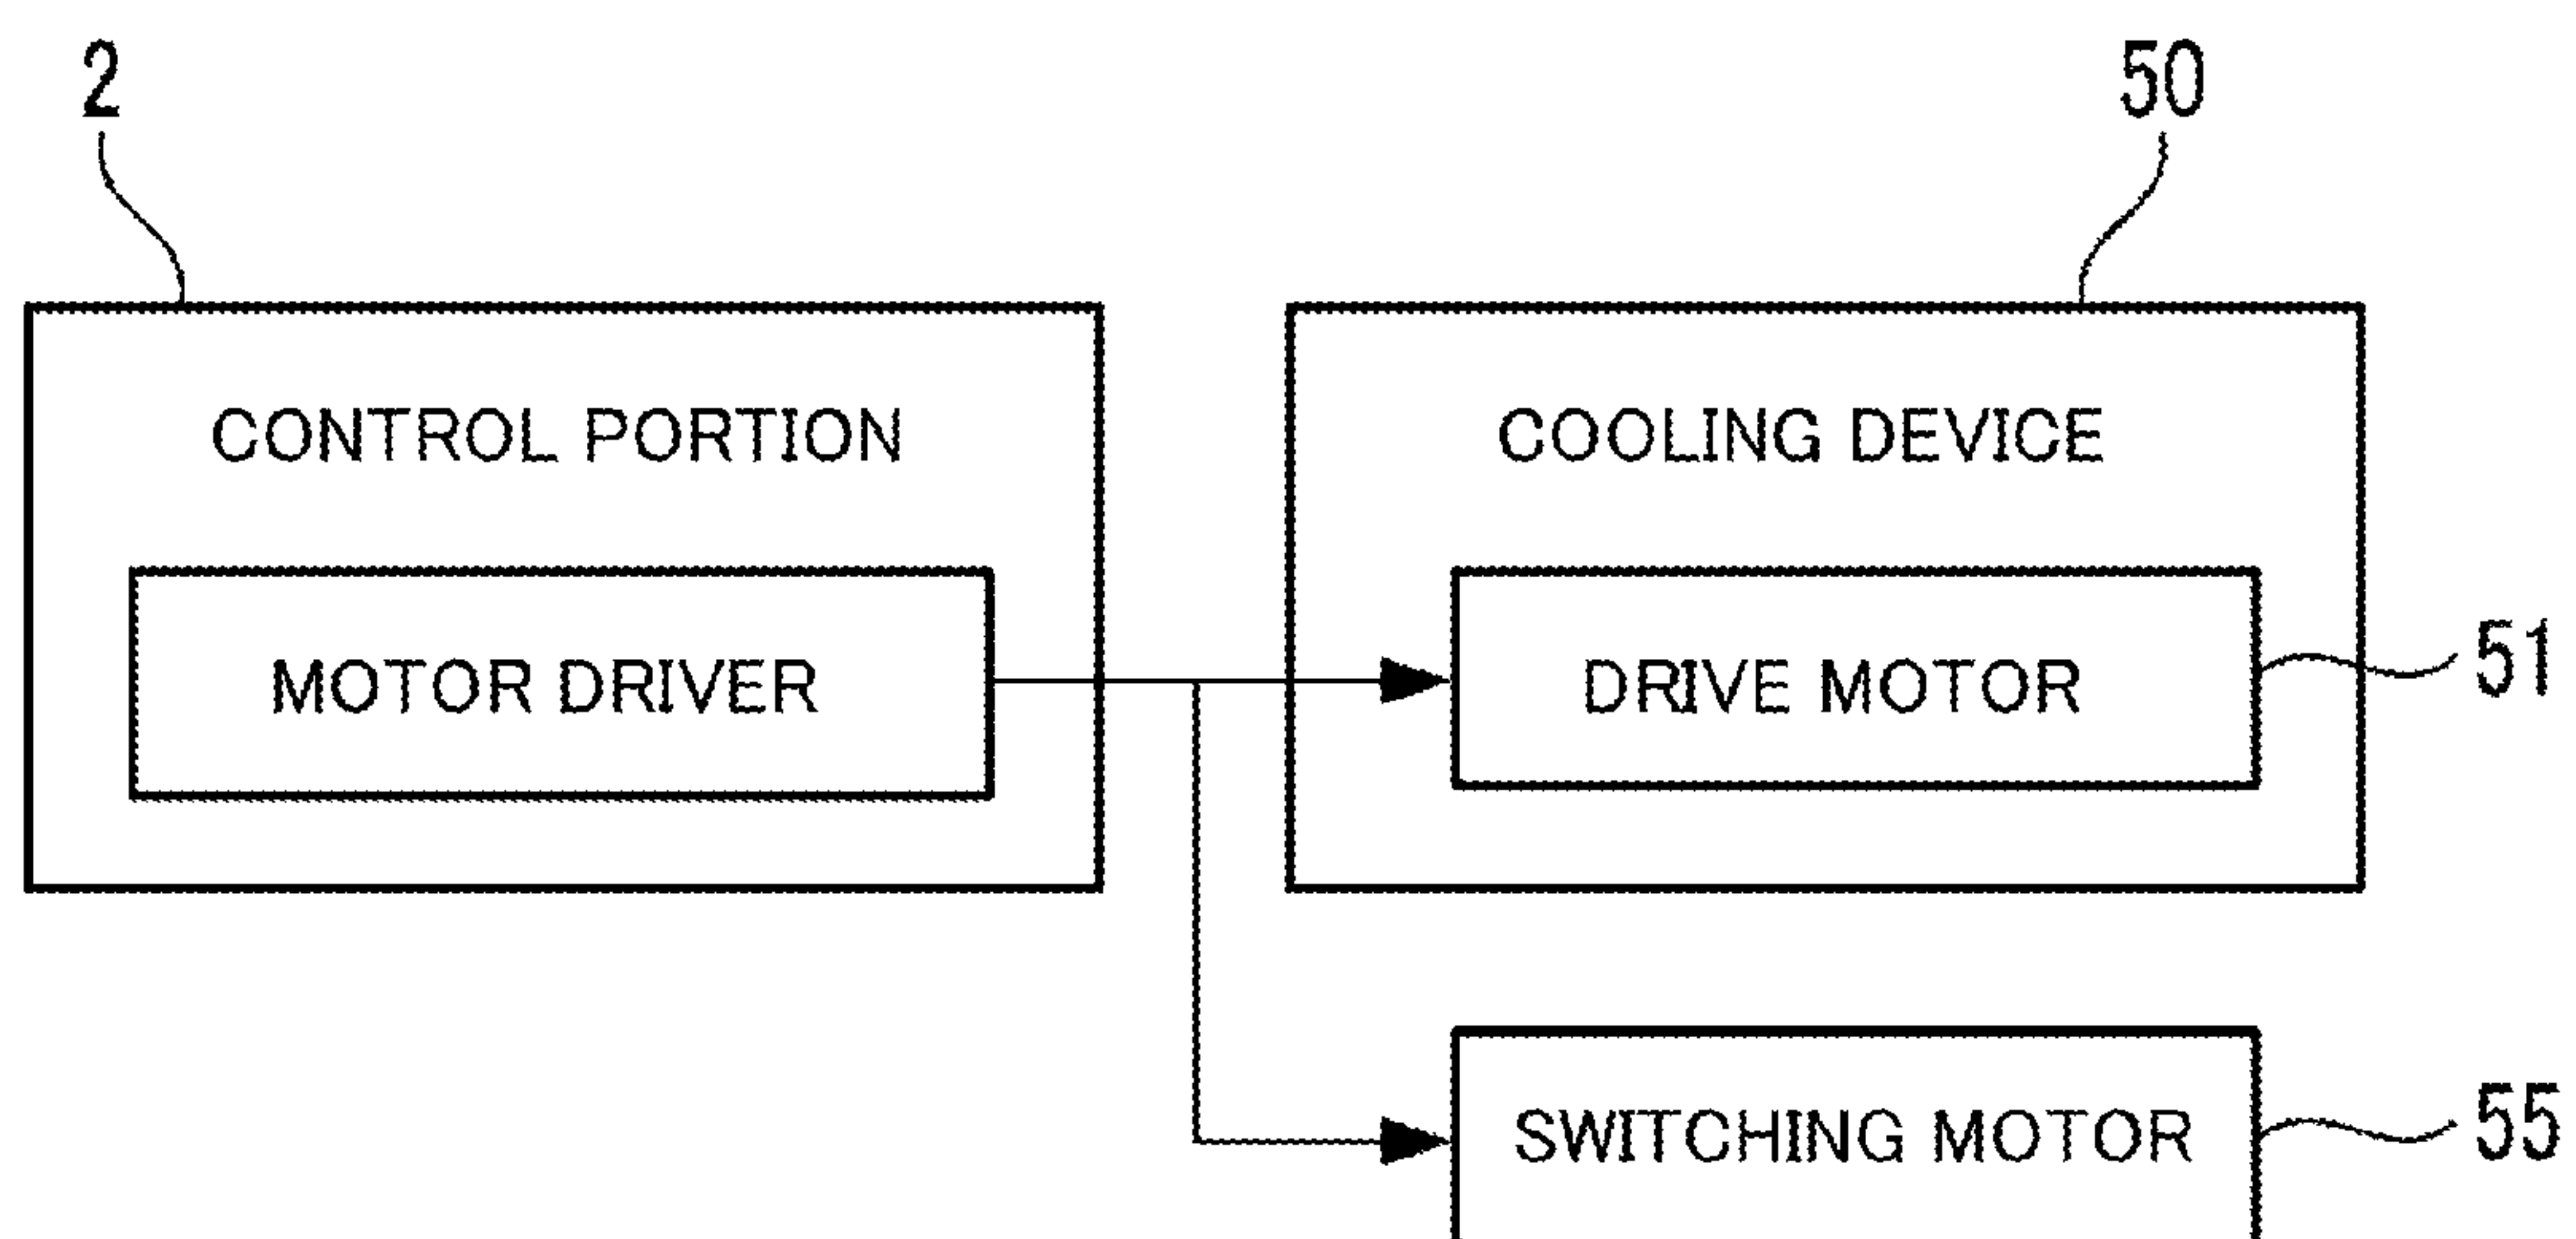 2
50
CONTROL PORTION
COOLING DEVICE
MOTOR DRIVER
DRIVE MOTOR
51
SWITCHING MOTOR
55